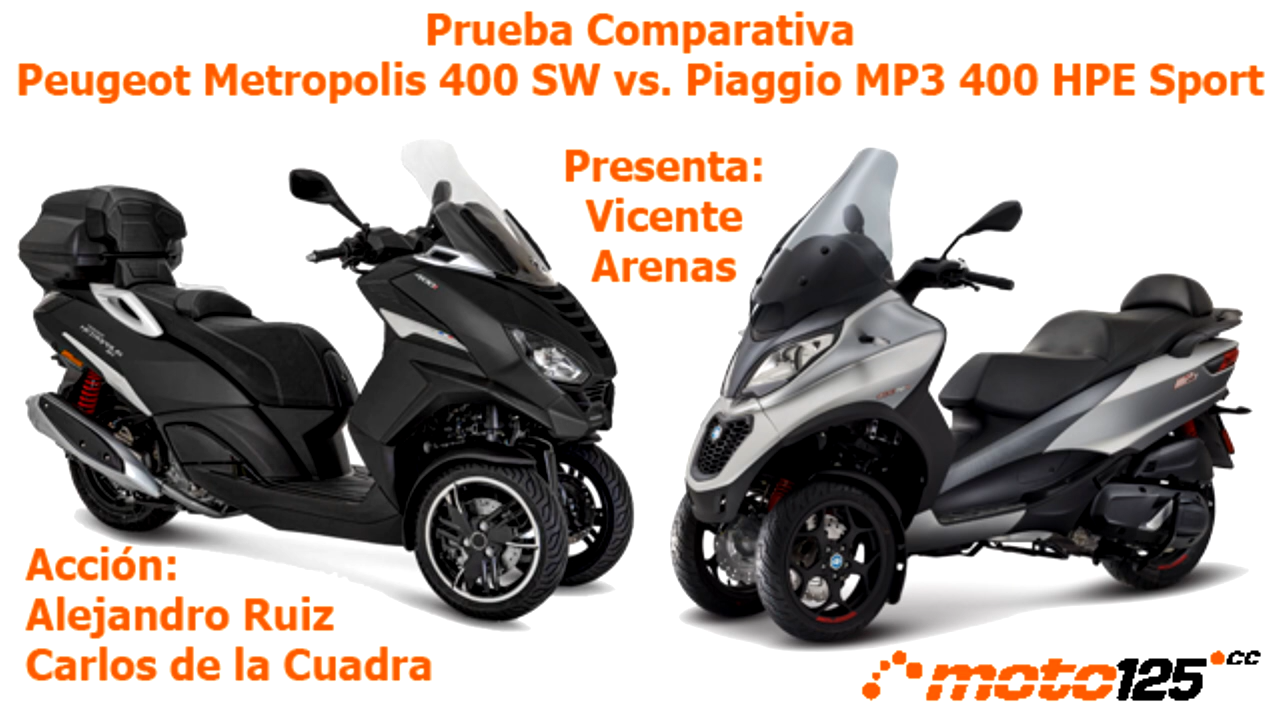 Prueba Comparativa
Peugeot Metropolis 400 SW vs. Piaggio MP3 400 HPE Sport
Presenta:
Vicente
Arenas
Acción:
Alejandro Ruiz
Carlos de la Cuadra
moto125cc